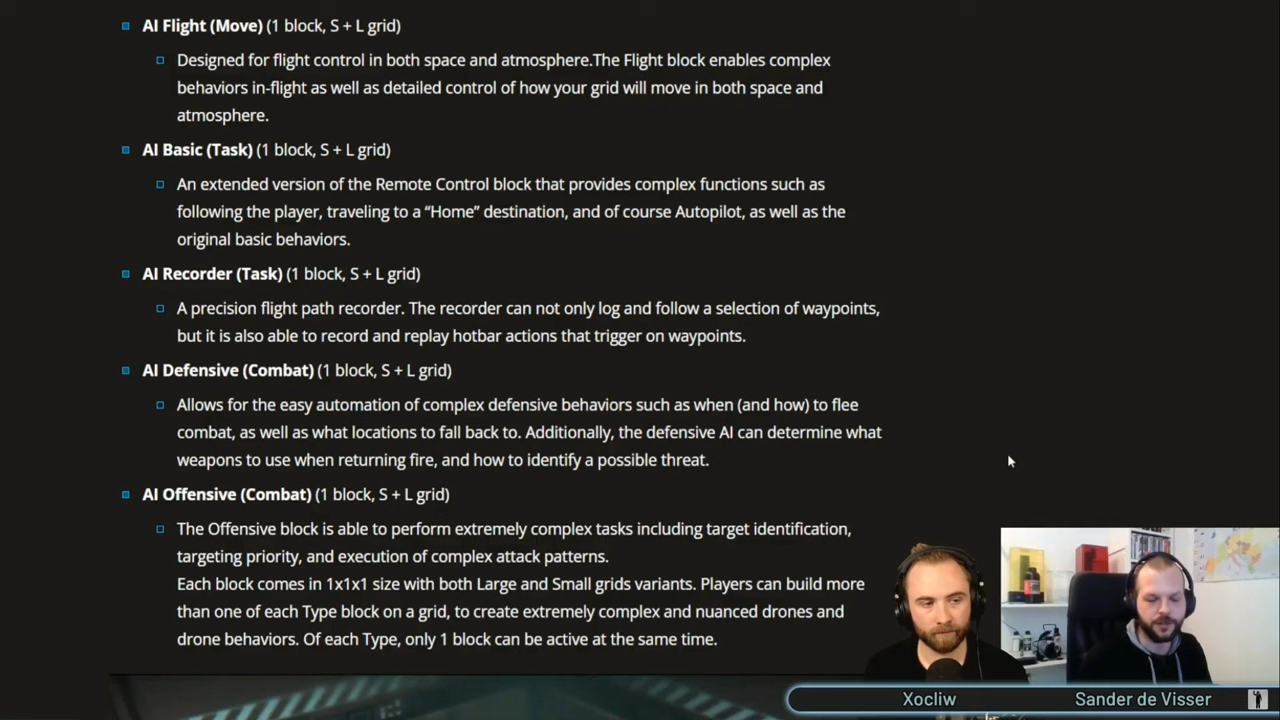 AI Flight (Move) (1 block, S + L grid)
Designed for flight control in both space and atmosphere.The Flight block enables complex
behaviors in-flight as well as detailed control of how your grid will move in both space and
atmosphere.
AI Basic (Task) (1 block, S + L grid)
An extended version of the Remote Control block that provides complex functions such as
following the player, traveling to a “Home” destination, and of course Autopilot, as well as the
original basic behaviors.
AI Recorder (Task) (1 block, S + L grid)
A precision flight path recorder. The recorder can not only log and follow a selection of waypoints,
but it is also able to record and replay hotbar actions that trigger on waypoints.
AI Defensive (Combat) (1 block, S + L grid)
Allows for the easy automation of complex defensive behaviors such as when (and how) to flee
combat, as well as what locations to fall back to. Additionally, the defensive AI can determine what
weapons to use when returning fire, and how to identify a possible threat.
AI Offensive (Combat) (1 block, S + L grid)
The Offensive block is able to perform extremely complex tasks including target identification,
targeting priority, and execution of complex attack patterns.
Each block comes in 1x1x1 size with both Large and Small grids variants. Players can build more
than one of each Type block on a grid, to create extremely complex and nuanced drones and
drone behaviors. Of each Type, only 1 block can be active at the same time.
Xocliw
Sander de Visser